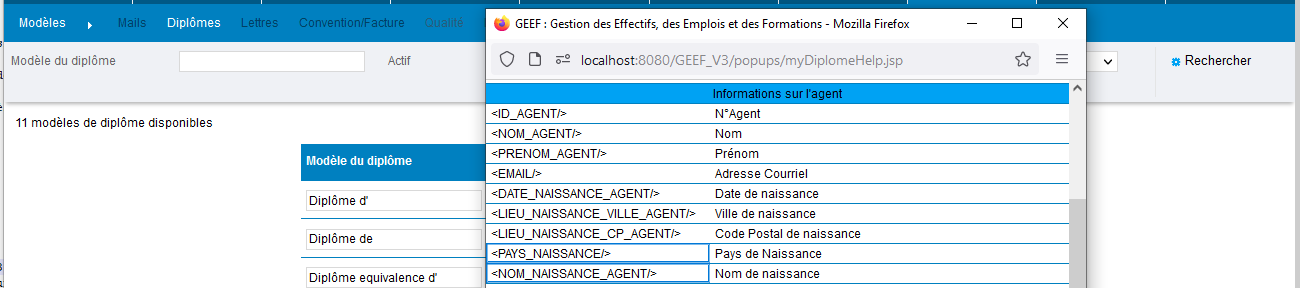 Modèles
Mails
Diplômes
Lettres
Convention/Facture
Qualité
Modèle du diplôme
Actif
11 modèles de diplôme disponibles
Modèle du diplôme
Diplôme d'
Diplôme de
Diplôme equivalence d'
GEEF : Gestion des Effectifs, des Emplois et des Formations - Mozilla Firefox
localhost:8080/GEEF_V3/popups/myDiplomeHelp.jsp
Informations sur l'agent
<ID_AGENT/> N°Agent
<NOM_AGENT/> Nom
<PRENOM_AGENT/> Prénom
<EMAIL/> Adresse Courriel
<DATE_NAISSANCE_AGENT/> Date de naissance
<LIEU_NAISSANCE_VILLE_AGENT/> Ville de naissance
<LIEU_NAISSANCE_CP_AGENT/> Code Postal de naissance
<PAYS_NAISSANCE/> Pays de Naissance
<NOM_NAISSANCE_AGENT/> Nom de naissance
Rechercher